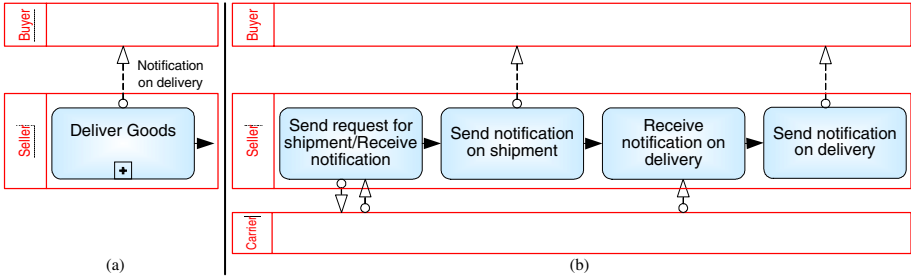 Buyer
Notification
on delivery
Seller
Deliver Goods
(a)
Buyer
Seller
Send request for
shipment/Receive
notification
Send notification
on shipment
Receive
notification on
delivery
Send notification
on delivery
Carrier
(b)